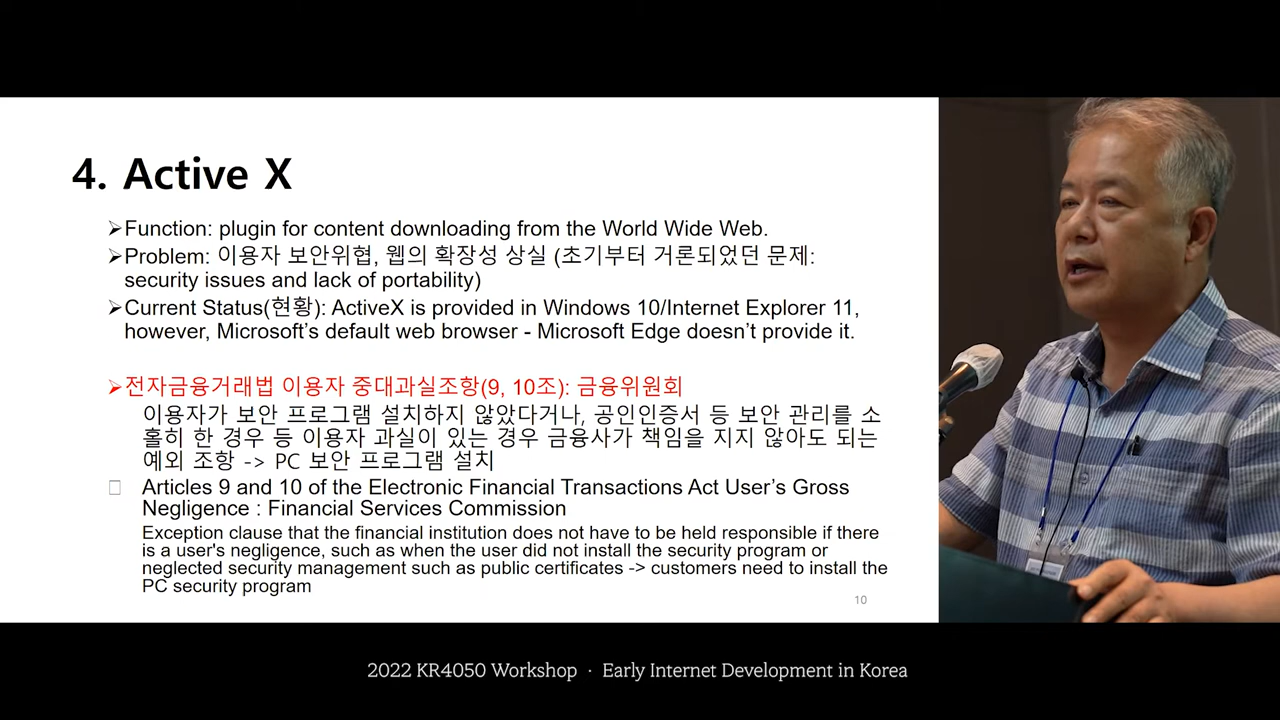 4. Active X
➢Function: plugin for content downloading from the World Wide Web.
➢Problem: 이용자 보안위협, 웹의 확장성 상실 (초기부터 거론되었던 문제:
security issues and lack of portability)
➢Current Status(현황): ActiveX is provided in Windows 10/Internet Explorer 11,
however, Microsoft’s default web browser - Microsoft Edge doesn’t provide it.
➢전자금융거래법 이용자 중대과실조항(9, 10조): 금융위원회
이용자가 보안 프로그램 설치하지 않았다거나, 공인인증서 등 보안 관리를 소
홀히 한 경우 등 이용자 과실이 있는 경우 금융사가 책임을 지지 않아도 되는
예외 조항 -> PC 보안 프로그램 설치
Articles 9 and 10 of the Electronic Financial Transactions Act User’s Gross
Negligence : Financial Services Commission
Exception clause that the financial institution does not have to be held responsible if there
is a user's negligence, such as when the user did not install the security program or
neglected security management such as public certificates -> customers need to install the
PC security program
10
2022 KR4050 Workshop · Early Internet Development in Korea